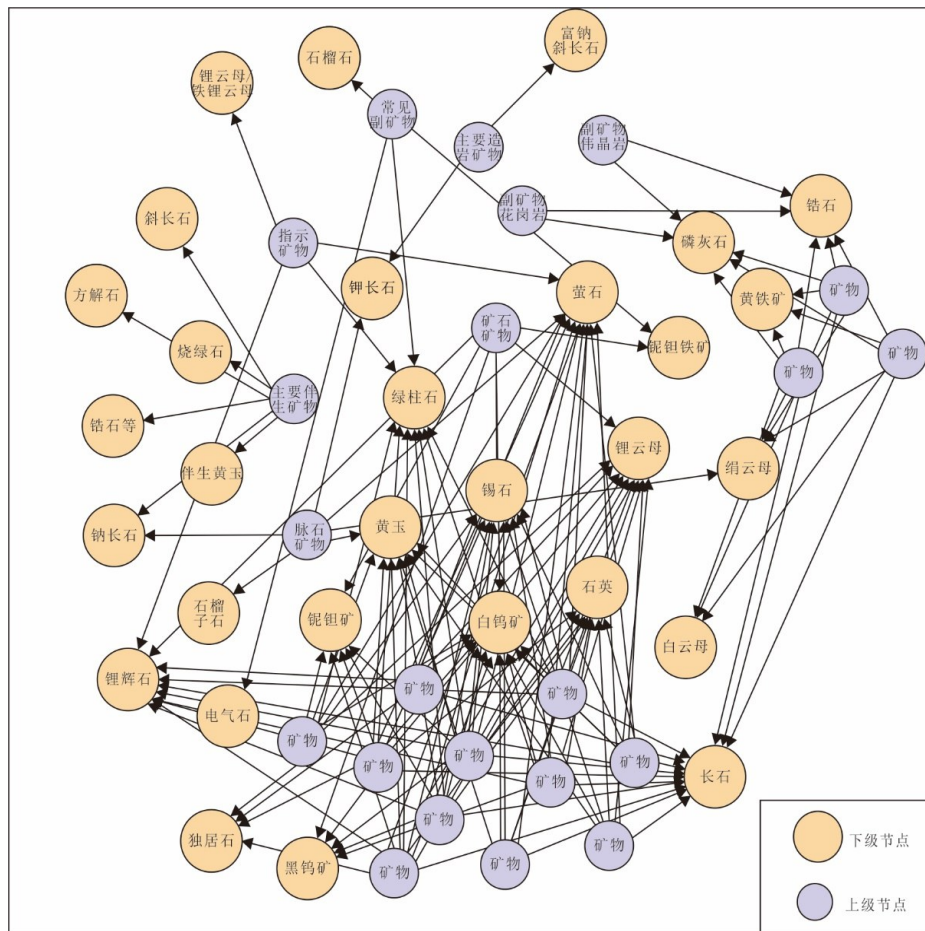 石榴石
富钠
斜长石
锂云母/
铁锂云母
常见
副矿物
主要造
岩矿物
副矿物
伟晶岩
副矿物
花岗岩
锆石
斜长石
指示
矿物
磷灰石
钾长石
萤石
黄铁矿
矿物
方解石
矿石
矿物
铌钽铁矿
烧绿石
矿物
矿物
主要伴
生矿物
绿柱石
锆石等
锂云母
伴生黄玉
锡石
绢云母
钠长石
脉石
矿物
黄玉
石英
石榴
子石
铌钽矿
白钨矿
白云母
锂辉石
矿物
矿物
电气石
矿物
矿物
矿物
矿物
矿物
长石
矿物
独居石
黑钨矿
矿物
矿物
矿物
下级节点
上级节点